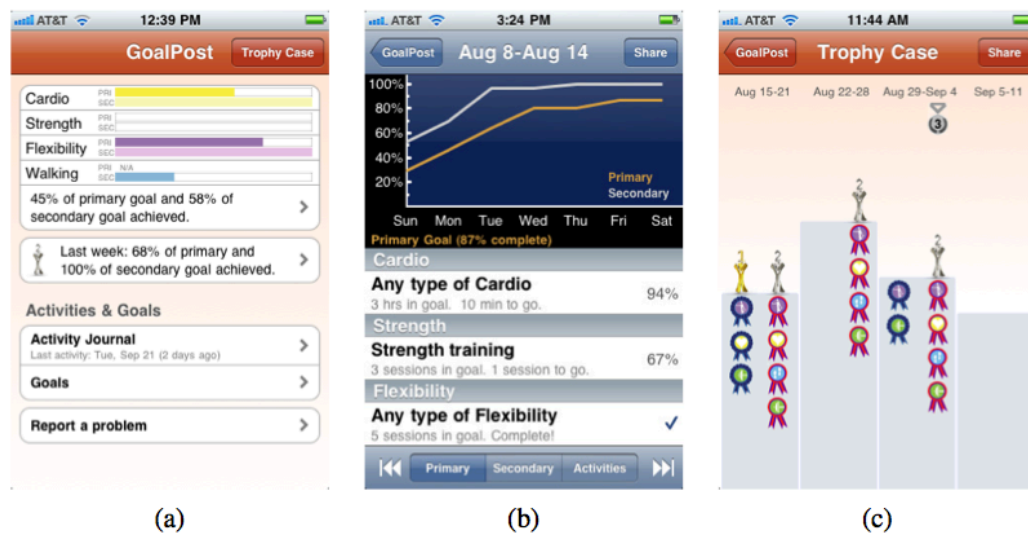 AT&T 12:39 PM
GoalPost Trophy Case
Cardio PRI SEC
Strength PRI SEC
Flexibility PRI SEC
Walking PRI N/A SEC
45% of primary goal and 58% of
secondary goal achieved.
2 Last week: 68% of primary and
100% of secondary goal achieved.
Activities & Goals
Activity Journal
Last activity: Tue, Sep 21 (2 days ago)
Goals
Report a problem
(a)
AT&T 3:24 PM
GoalPost Aug 8-Aug 14 Share
100%
80%
60%
40%
20%
Primary
Secondary
Sun Mon Tue Wed Thu Fri Sat
Primary Goal (87% complete)
Cardio
Any type of Cardio
3 hrs in goal. 10 min to go.
94%
Strength
Strength training
3 sessions in goal. 1 session to go.
67%
Flexibility
Any type of Flexibility
5 sessions in goal. Complete!
Primary Secondary Activities
(b)
AT&T 11:44 AM
GoalPost Trophy Case Share
Aug 15-21 Aug 22-28 Aug 29-Sep 4 Sep 5-11
3
2
2
2
(c)